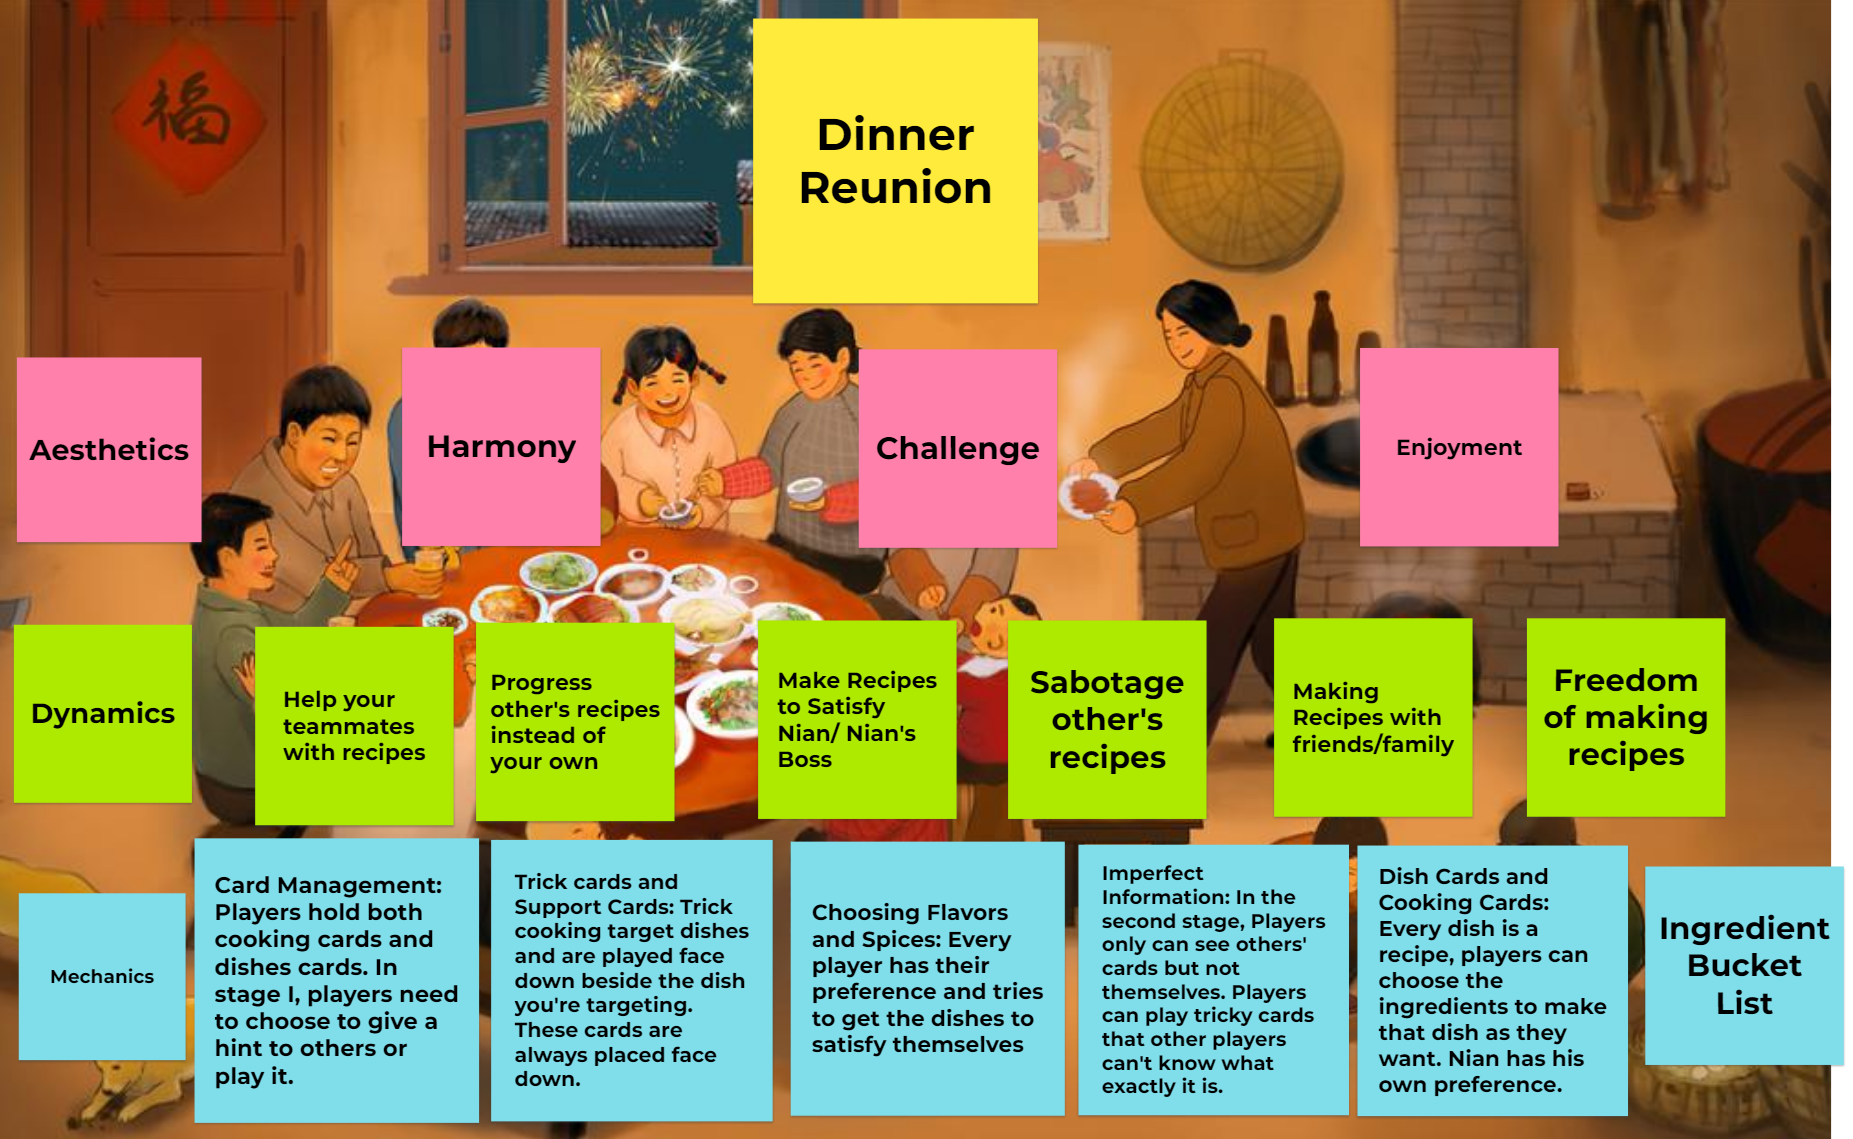 福
Dinner
Reunion
Aesthetics
Harmony
Challenge
Enjoyment
Dynamics
Help your
teammates
with recipes
Progress
other's recipes
instead of
your own
Make Recipes
to Satisfy
Nian/ Nian's
Boss
Sabotage
other's
recipes
Making
Recipes with
friends/family
Freedom
of making
recipes
Mechanics
Card Management:
Players hold both
cooking cards and
dishes cards. In
stage I, players need
to choose to give a
hint to others or
play it.
Trick cards and
Support Cards: Trick
cooking target dishes
and are played face
down beside the dish
you're targeting.
These cards are
always placed face
down.
Choosing Flavors
and Spices: Every
player has their
preference and tries
to get the dishes to
satisfy themselves
Imperfect
Information: In the
second stage, Players
only can see others'
cards but not
themselves. Players
can play tricky cards
that other players
can't know what
exactly it is.
Dish Cards and
Cooking Cards:
Every dish is a
recipe, players can
choose the
ingredients to make
that dish as they
want. Nian has his
own preference.
Ingredient
Bucket
List